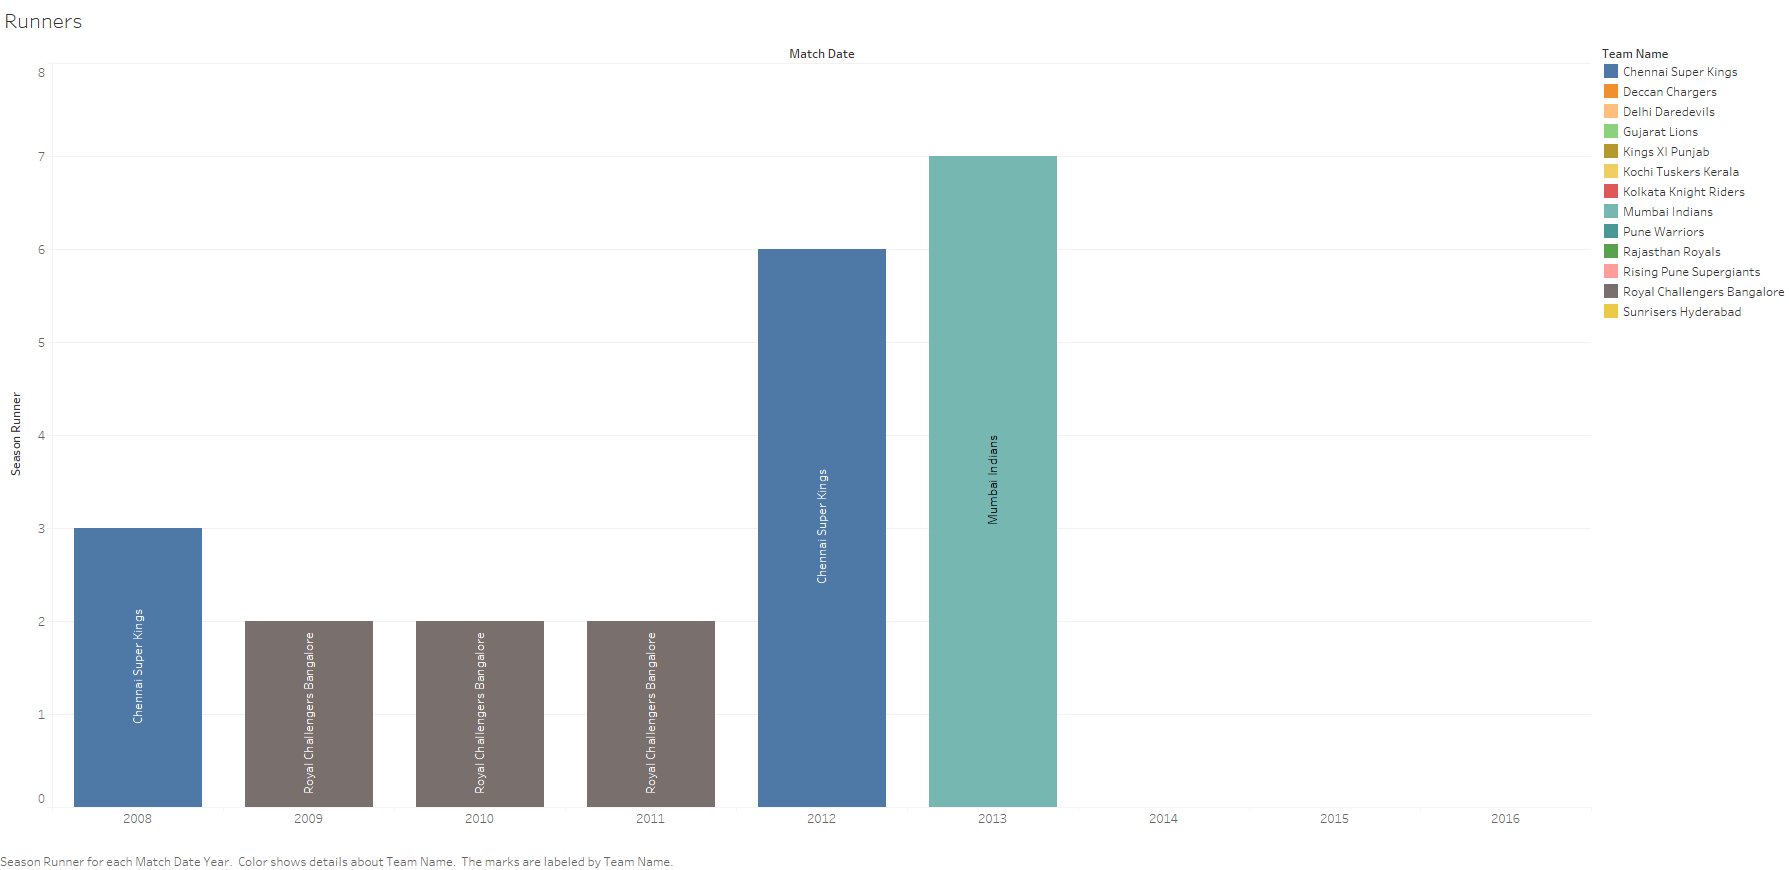 Runners
Match Date
8
7
6
5
4
3
2
1
0
Season Runner
Chennai Super Kings
Royal Challengers Bangalore
Royal Challengers Bangalore
Royal Challengers Bangalore
Chennai Super Kings
Mumbai Indians
2008 2009 2010 2011 2012 2013 2014 2015 2016
Team Name
Chennai Super Kings
Deccan Chargers
Delhi Daredevils
Gujarat Lions
Kings XI Punjab
Kochi Tuskers Kerala
Kolkata Knight Riders
Mumbai Indians
Pune Warriors
Rajasthan Royals
Rising Pune Supergiants
Royal Challengers Bangalore
Sunrisers Hyderabad
Season Runner for each Match Date Year. Color shows details about Team Name. The marks are labeled by Team Name.